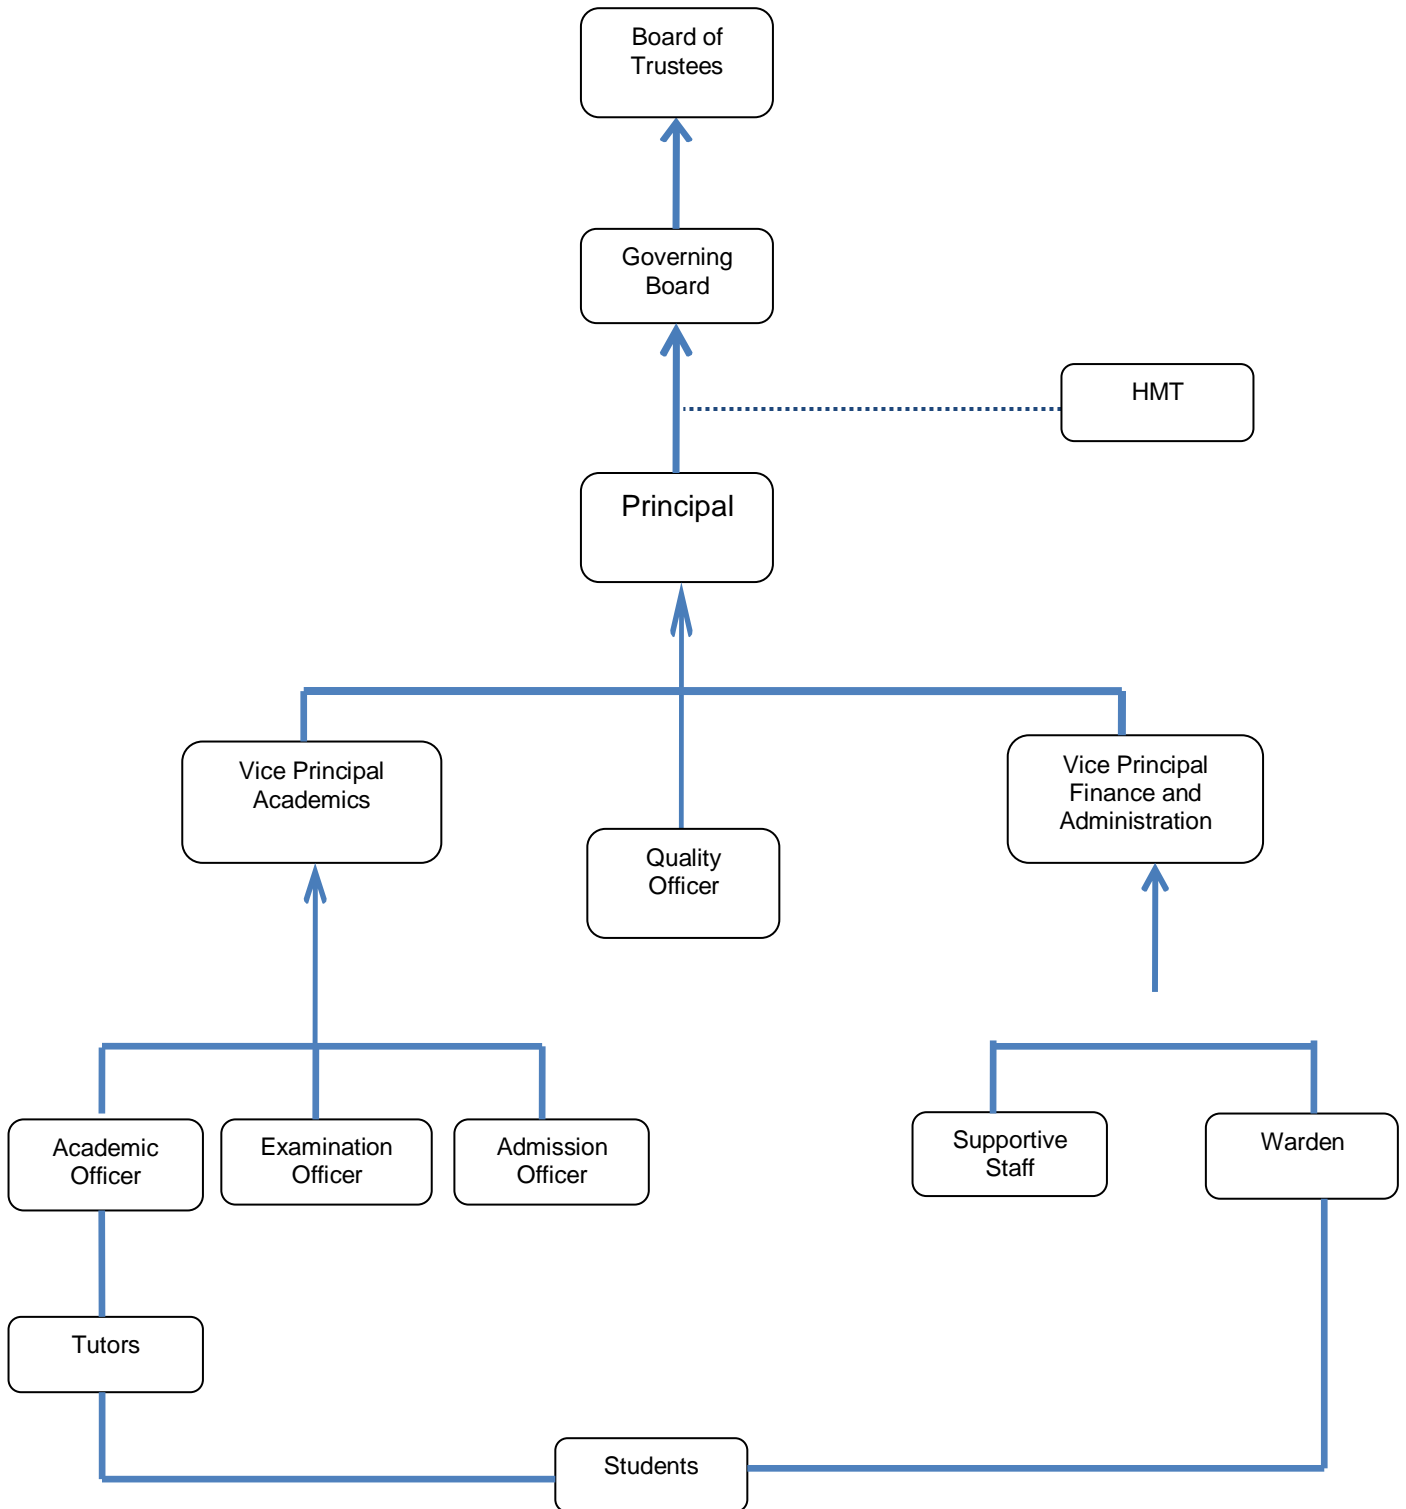 Board of
Trustees
Governing
Board
HMT
Principal
Vice Principal
Academics
Vice Principal
Finance and
Administration
Quality
Officer
Academic
Officer
Examination
Officer
Admission
Officer
Supportive
Staff
Warden
Tutors
Students